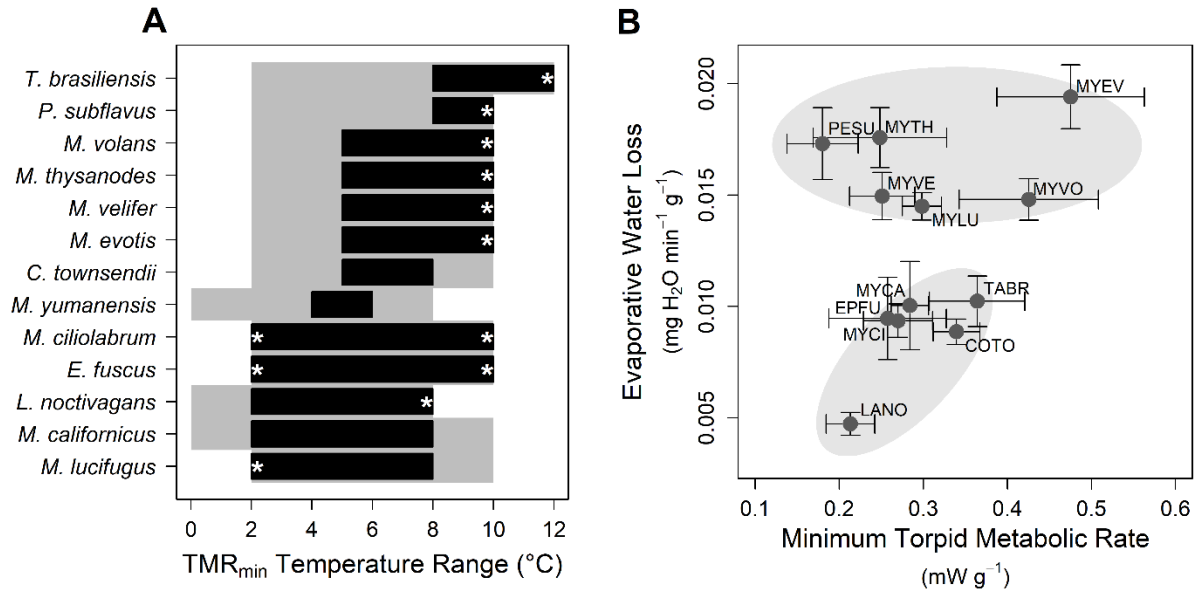 A
T. brasiliensis
*
P. subflavus
*
M. volans
*
M. thysanodes
*
M. velifer
*
M. evotis
*
C. townsendii
M. yumanensis
M. ciliolabrum
* *
E. fuscus
* *
L. noctivagans
*
M. californicus
M. lucifugus
*
0 2 4 6 8 10 12
TMRmin Temperature Range (°C)
B
Evaporative Water Loss
(mg H₂O min⁻¹ g⁻¹)
0.020
0.015
0.010
0.005
MYEV
PESU
MYTH
MYVE
MYVO
MYLU
MYCA
TABR
EPFU
MYCI
COTO
LANO
0.1 0.2 0.3 0.4 0.5 0.6
Minimum Torpid Metabolic Rate
(mW g⁻¹)